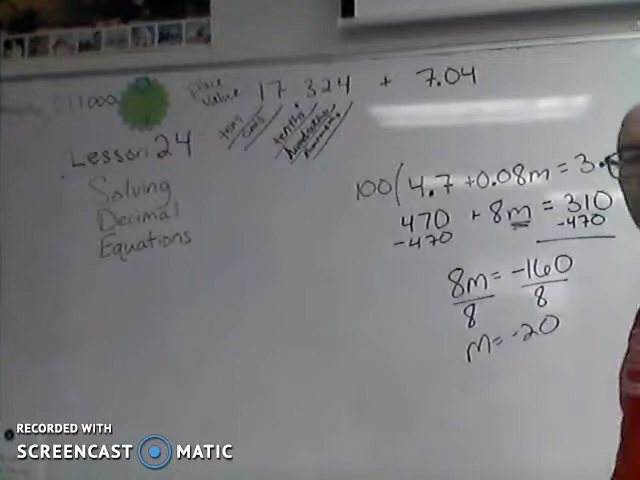 place value 17.324 + 7.04
tens
ones
tenths
hundredths
Lesson 24
Solving
Decimal
Equations
100(4.7 + 0.08m = 3.
470 + 8m = 310
-470 -470
8m = -160
8 8
m = -20
RECORDED WITH
SCREENCAST MATIC